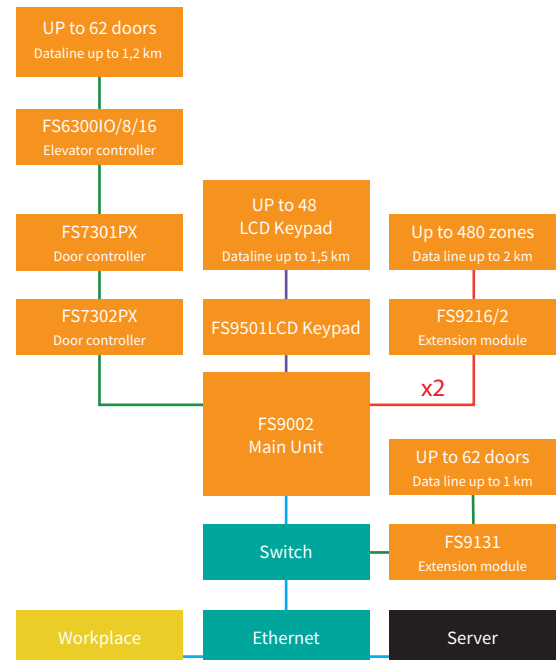 UP to 62 doors
Dataline up to 1,2 km
FS6300IO/8/16
Elevator controller
FS7301PX
Door controller
FS7302PX
Door controller
UP to 48
LCD Keypad
Dataline up to 1,5 km
FS9501LCD Keypad
Up to 480 zones
Data line up to 2 km
FS9216/2
Extension module
x2
FS9002
Main Unit
UP to 62 doors
Data line up to 1 km
FS9131
Extension module
Switch
Workplace
Ethernet
Server